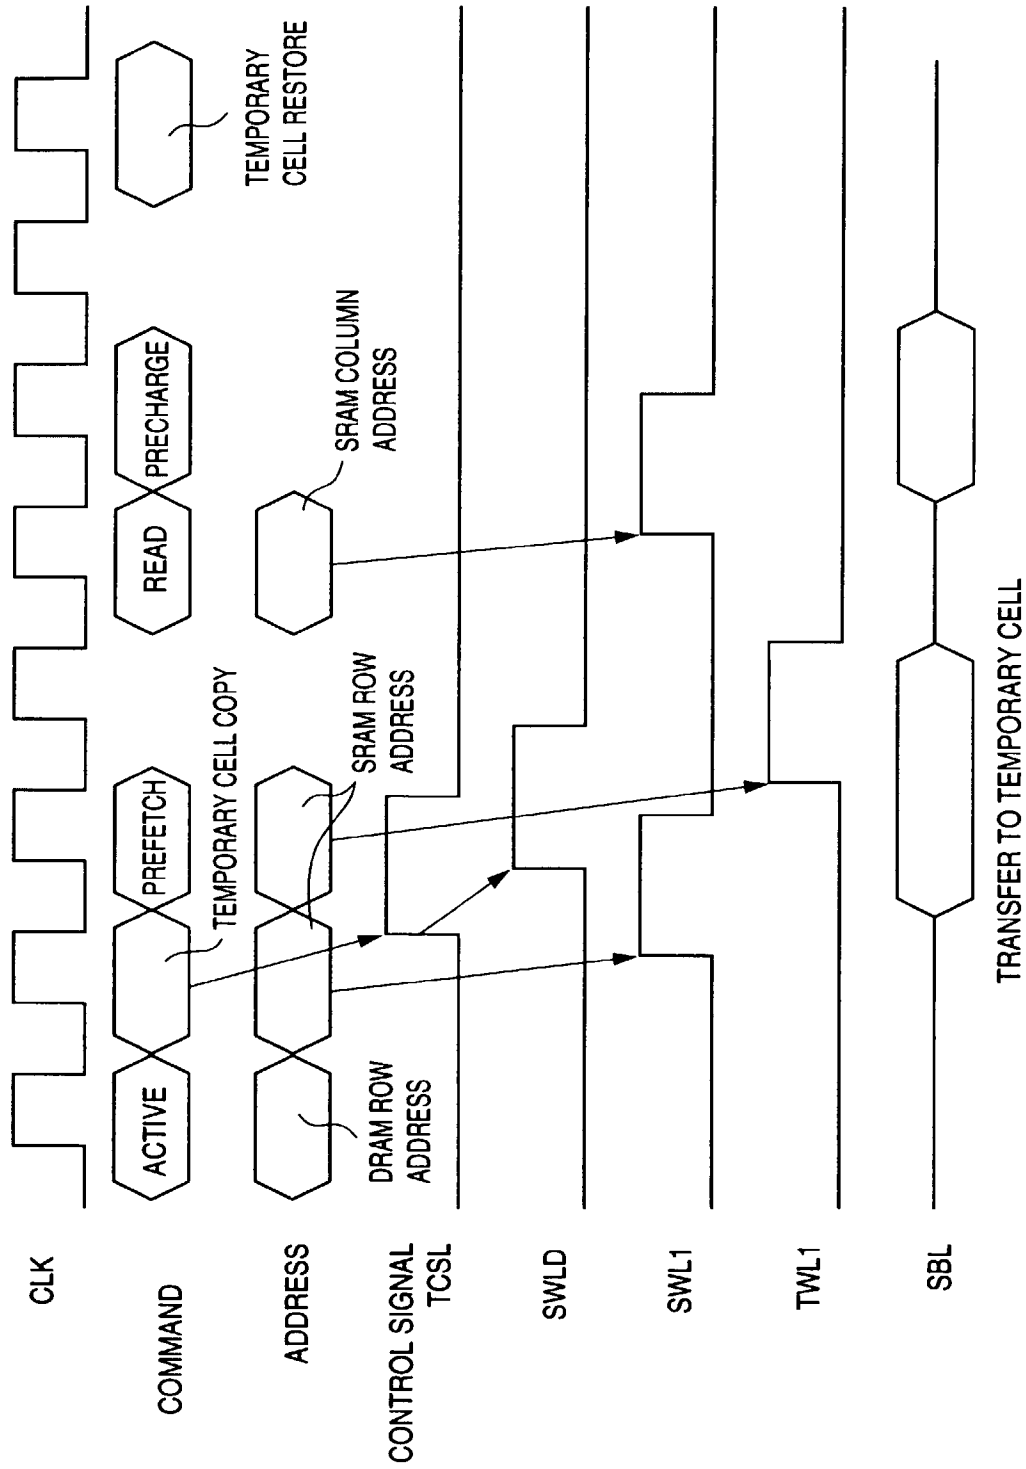 CLK
COMMAND
ACTIVE
TEMPORARY CELL COPY
PREFETCH
READ
PRECHARGE
TEMPORARY
CELL RESTORE
ADDRESS
DRAM ROW
ADDRESS
SRAM ROW
ADDRESS
SRAM COLUMN
ADDRESS
CONTROL SIGNAL
TCSL
SWLD
SWL1
TWL1
SBL
TRANSFER TO TEMPORARY CELL